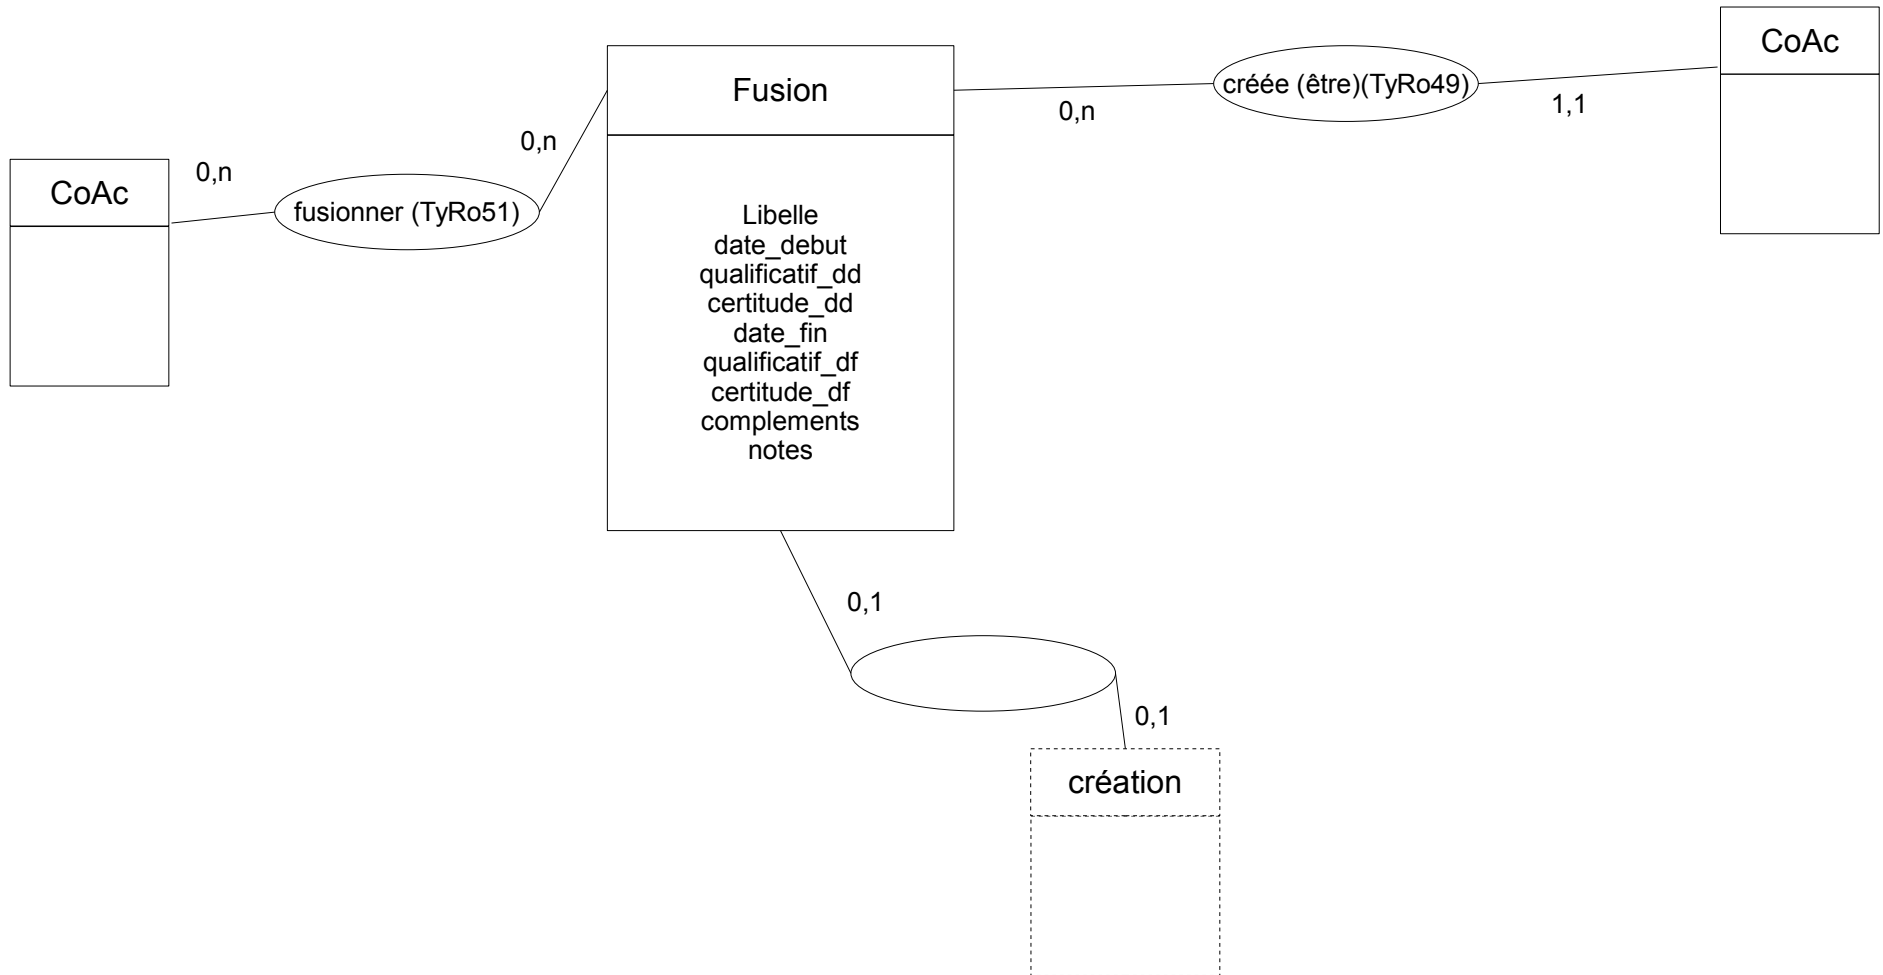 CoAc
Fusion
créée (être)(TyRo49)
0,n
1,1
0,n
0,n
CoAc
fusionner (TyRo51)
Libelle
date_debut
qualificatif_dd
certitude_dd
date_fin
qualificatif_df
certitude_df
complements
notes
0,1
0,1
création